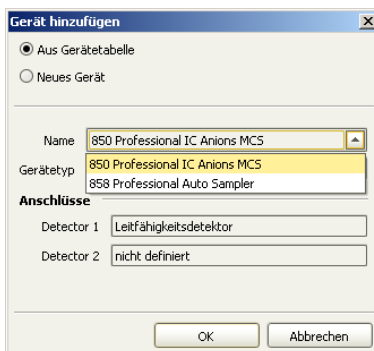 Gerät hinzufügen
Aus Gerätetabelle
Neues Gerät
Name 850 Professional IC Anions MCS
850 Professional IC Anions MCS
Gerätetyp
858 Professional Auto Sampler
Anschlüsse
Detector 1 Leitfähigkeitsdetektor
Detector 2 nicht definiert
OK Abbrechen